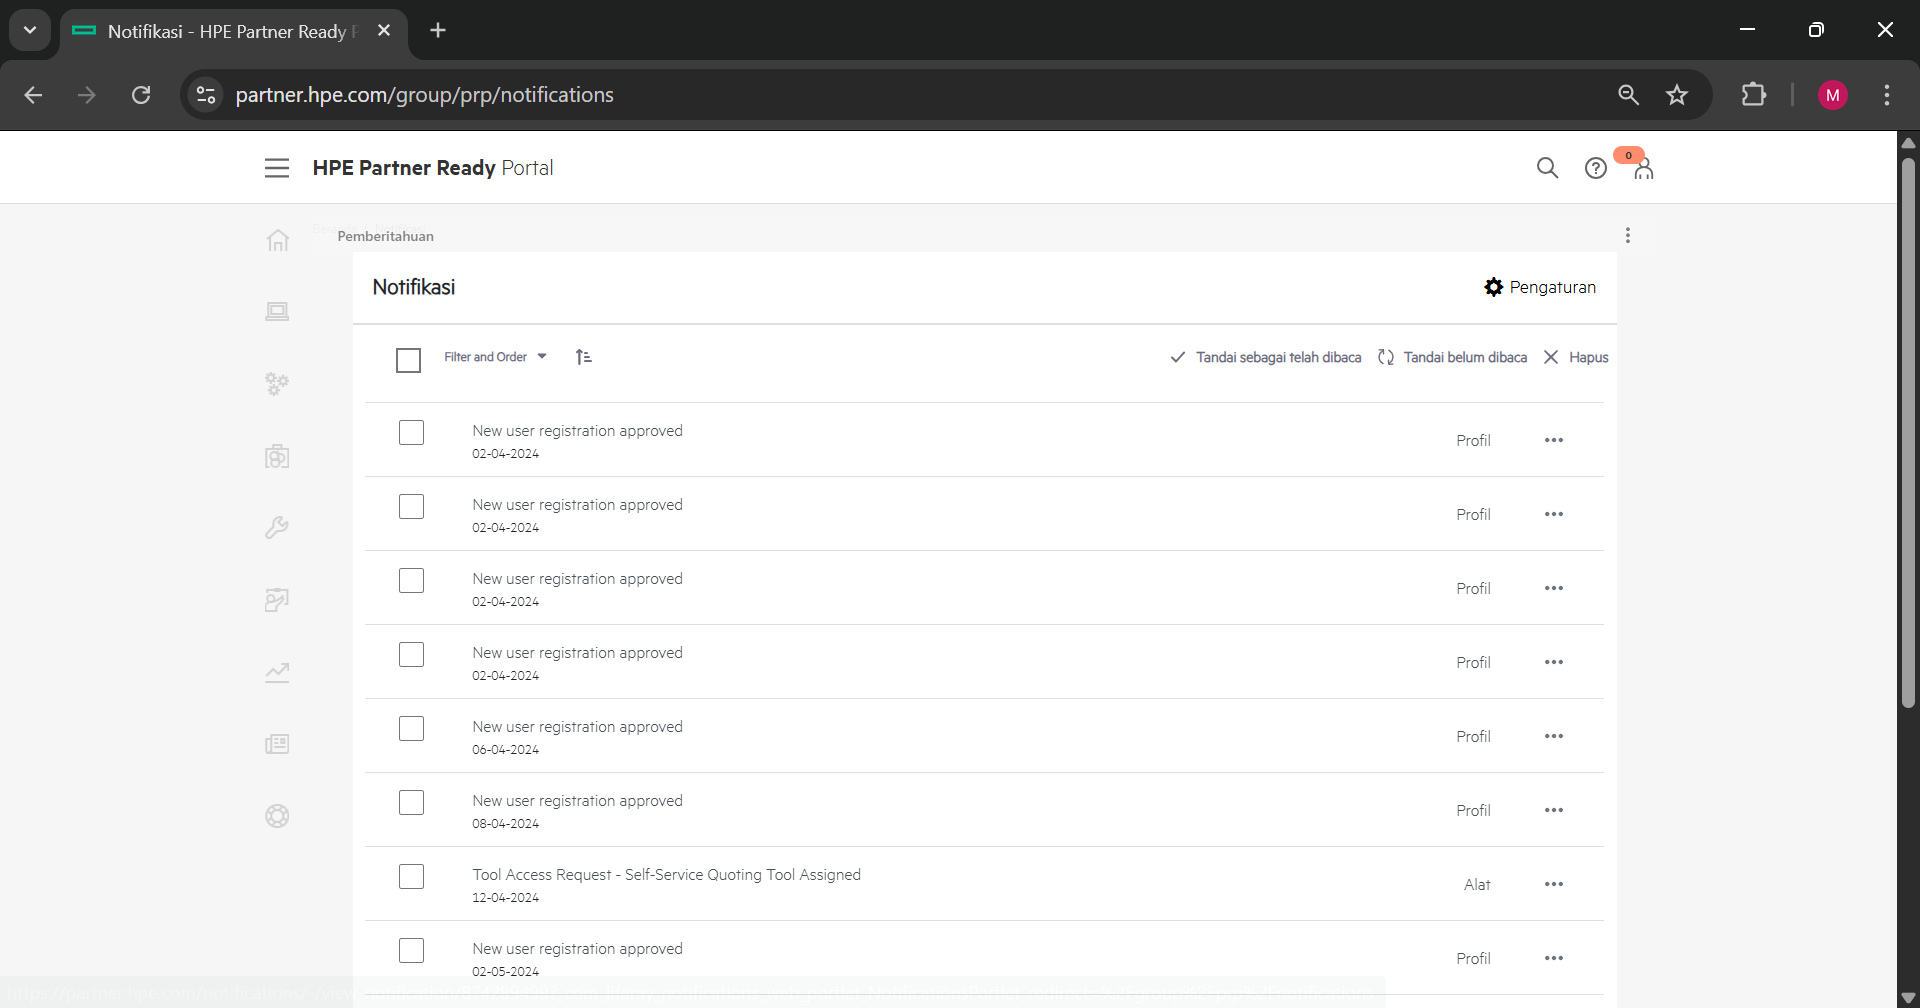 Notifikasi - HPE Partner Ready P
partner.hpe.com/group/prp/notifications
M
HPE Partner Ready Portal
0
Pemberitahuan
Notifikasi
Pengaturan
Filter and Order
Tandai sebagai telah dibaca
Tandai belum dibaca
Hapus
New user registration approved
02-04-2024
Profil
New user registration approved
02-04-2024
Profil
New user registration approved
02-04-2024
Profil
New user registration approved
02-04-2024
Profil
New user registration approved
06-04-2024
Profil
New user registration approved
08-04-2024
Profil
Tool Access Request - Self-Service Quoting Tool Assigned
12-04-2024
Alat
New user registration approved
02-05-2024
Profil